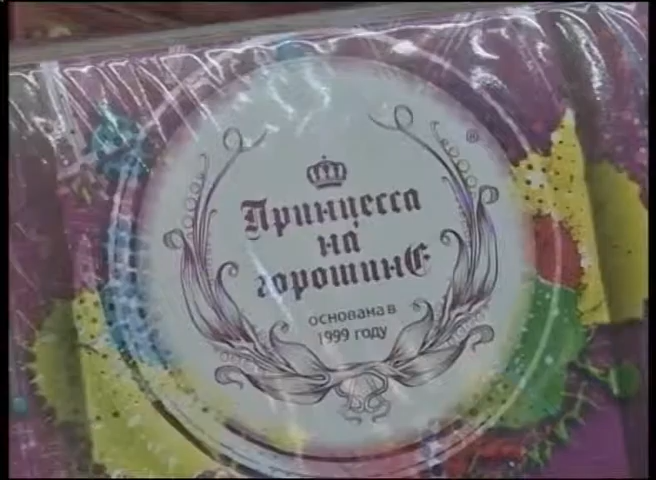 ®
Принцесса
на
горошине
основана в
1999 году